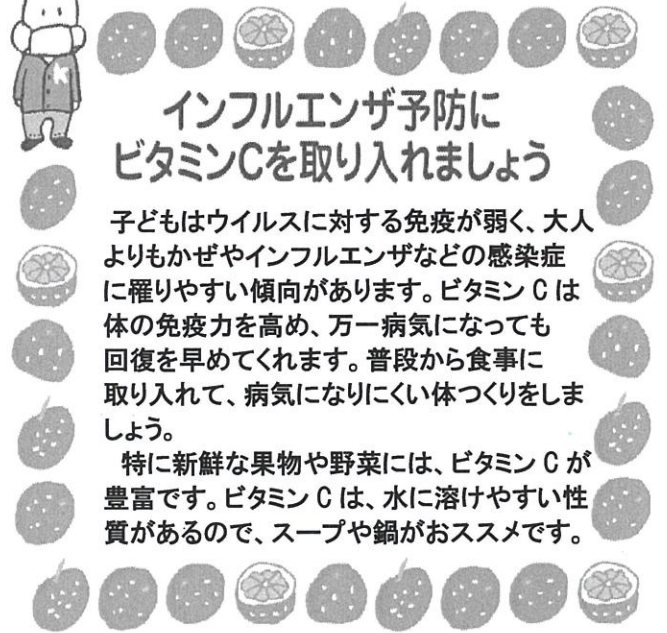 K
インフルエンザ予防に
ビタミンCを取り入れましょう
子どもはウイルスに対する免疫が弱く、大人
よりもかぜやインフルエンザなどの感染症
に罹りやすい傾向があります。ビタミン C は
体の免疫力を高め、万一病気になっても
回復を早めてくれます。普段から食事に
取り入れて、病気になりにくい体つくりをしま
しょう。
特に新鮮な果物や野菜には、ビタミン C が
豊富です。ビタミン C は、水に溶けやすい性
質があるので、スープや鍋がおススメです。